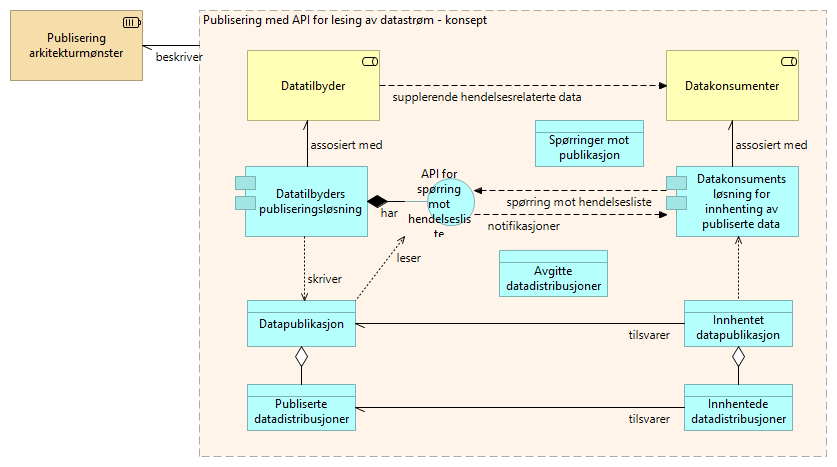 Publisering med API for lesing av datastrøm - konsept
Publisering
arkitekturmønster
beskriver
Datatilbyder
supplerende hendelsesrelaterte data
Datakonsumenter
assosiert med
Spørringer mot
publikasjon
assosiert med
Datatilbyders
publiseringsløsning
har
API for
spørring
mot
hendelseslis
te
spørring mot hendelsesliste
notifikasjoner
Datakonsuments
løsning for
innhenting av
publiserte data
skriver
leser
Avgitte
datadistribusjoner
Datapublikasjon
tilsvarer
Innhentet
datapublikasjon
Publiserte
datadistribusjoner
tilsvarer
Innhentede
datadistribusjoner